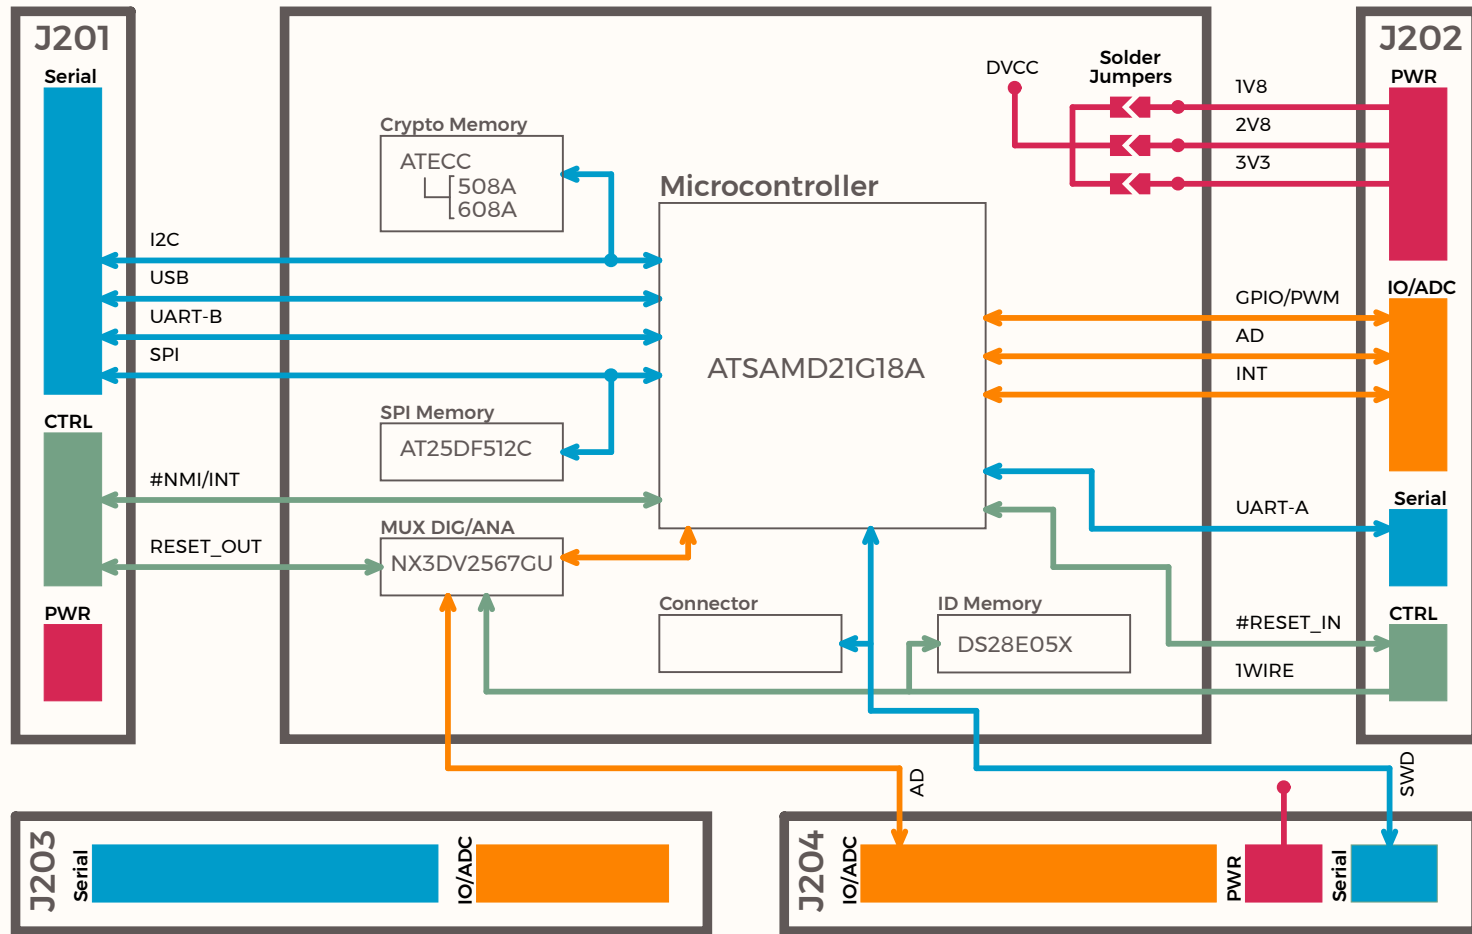 J201
Serial
I2C
USB
UART-B
SPI
CTRL
#NMI/INT
RESET_OUT
PWR
Crypto Memory
ATECC
508A
608A
Microcontroller
ATSAMD21G18A
SPI Memory
AT25DF512C
MUX DIG/ANA
NX3DV2567GU
Connector
ID Memory
DS28E05X
DVCC
Solder
Jumpers
J202
PWR
1V8
2V8
3V3
IO/ADC
GPIO/PWM
AD
INT
Serial
UART-A
CTRL
#RESET_IN
1WIRE
AD
SWD
J203
Serial
IO/ADC
J204
IO/ADC
PWR
Serial